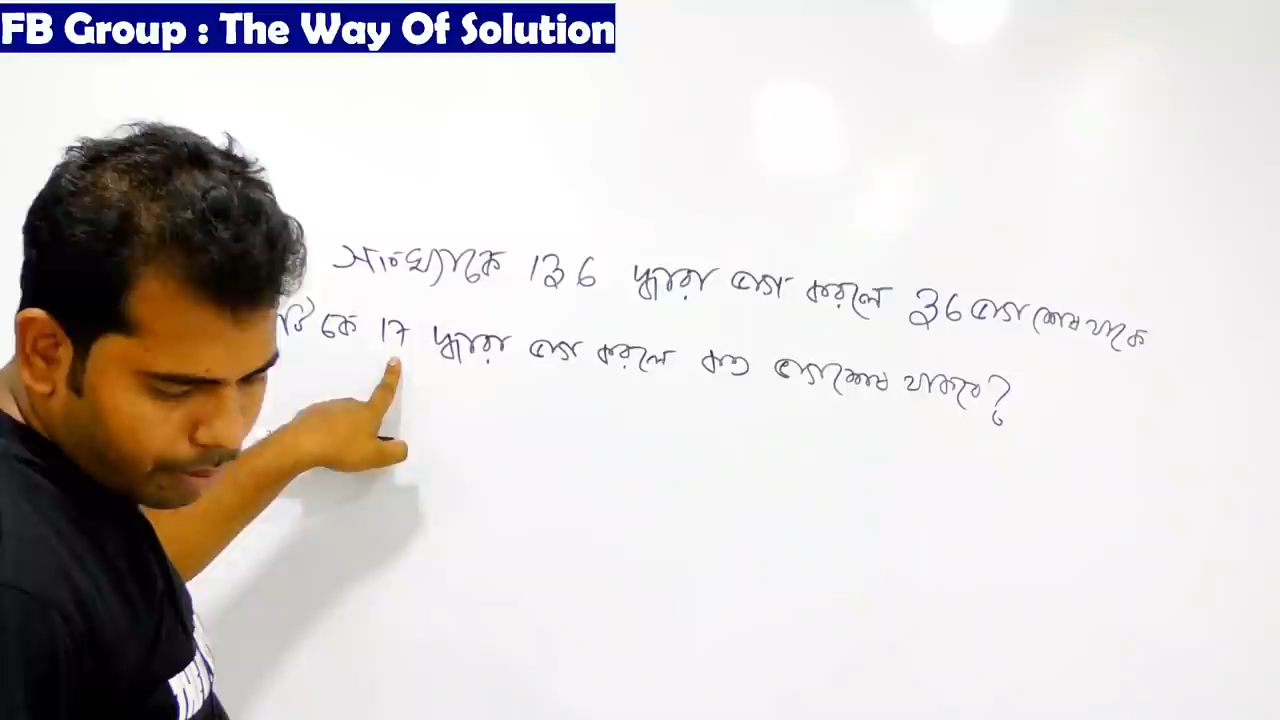 FB Group : The Way Of Solution
সংখ্যাকে 136 দ্বারা ভাগ করলে 36 ভাগশেষ থাকে
টি কে 17 দ্বারা ভাগ করলে কত ভাগশেষ থাকবে?